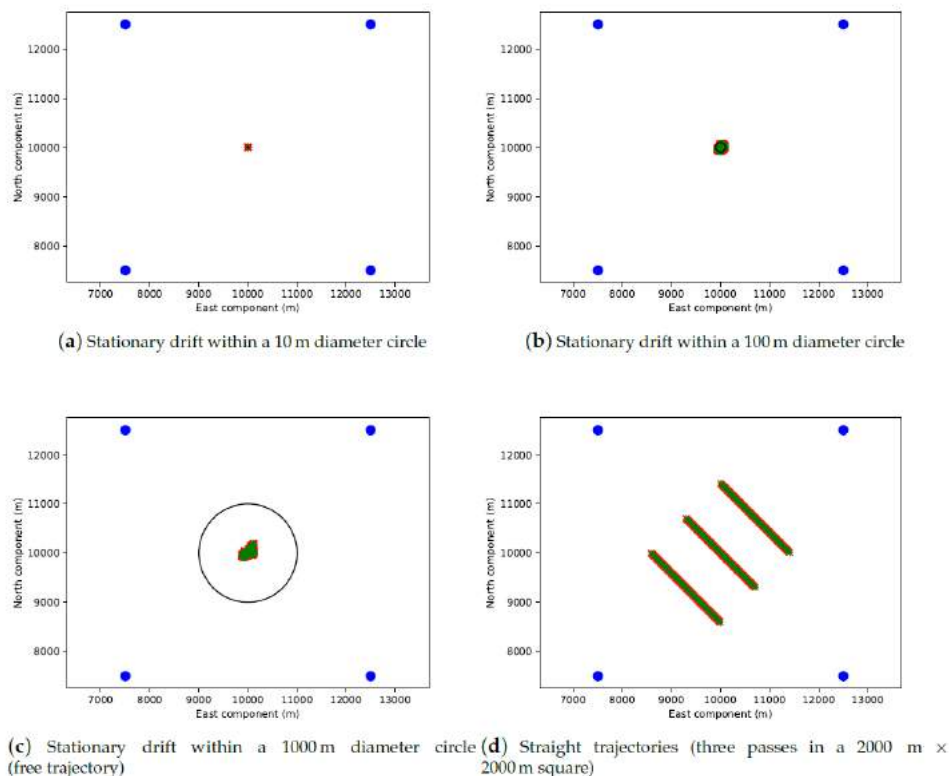 12000
11000
10000
9000
8000
North component (m)
7000 8000 9000 10000 11000 12000 13000
East component (m)
(a) Stationary drift within a 10 m diameter circle
12000
11000
10000
9000
8000
North component (m)
7000 8000 9000 10000 11000 12000 13000
East component (m)
(b) Stationary drift within a 100 m diameter circle
12000
11000
10000
9000
8000
North component (m)
7000 8000 9000 10000 11000 12000 13000
East component (m)
(c) Stationary drift within a 1000 m diameter circle
(free trajectory)
12000
11000
10000
9000
8000
North component (m)
7000 8000 9000 10000 11000 12000 13000
East component (m)
(d) Straight trajectories (three passes in a 2000 m ×
2000 m square)